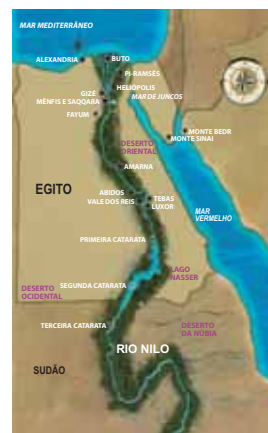 MAR MEDITERRÂNEO
ALEXANDRIA
BUTO
PI-RAMSÉS
HELIÓPOLIS
GIZÉ
MAR DE JUNCOS
MÊNFIS E SAQQARA
FAYUM
MONTE BEDR
MONTE SINAI
DESERTO
ORIENTAL
AMARNA
EGITO
ABIDOS
VALE DOS REIS
TEBAS
LUXOR
MAR
VERMELHO
PRIMEIRA CATARATA
LAGO
NASSER
DESERTO
OCIDENTAL
SEGUNDA CATARATA
TERCEIRA CATARATA
DESERTO
DA NÚBIA
RIO NILO
SUDÃO